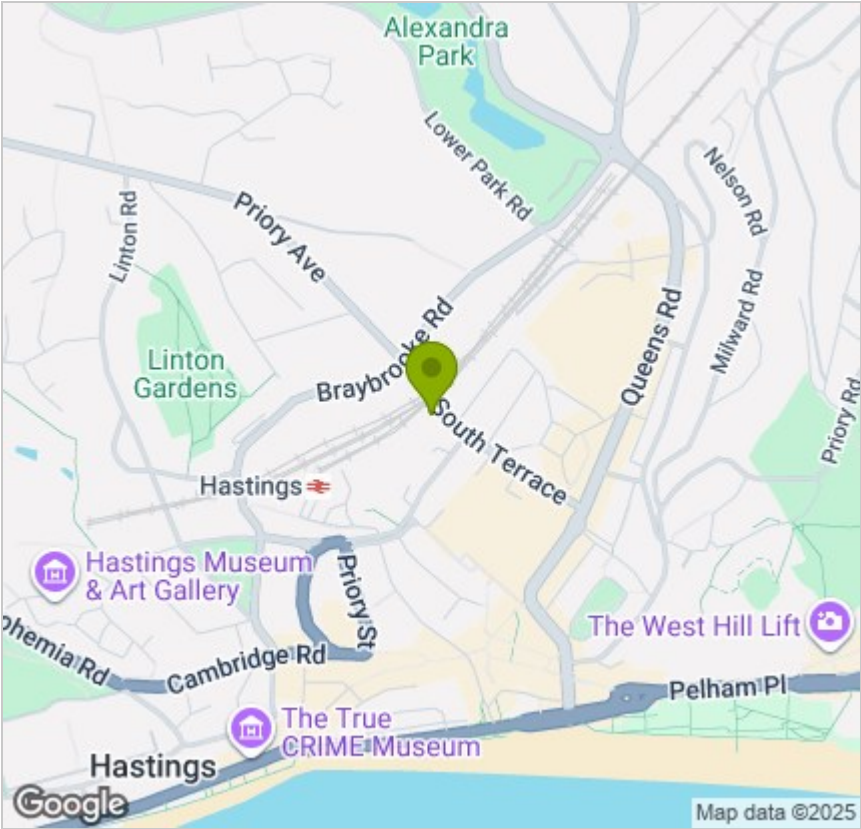 Alexandra
Park
Lower Park Rd
Nelson Rd
Linton Rd
Priory Ave
Milward Rd
Queens Rd
Braybrooke Rd
Linton
Gardens
Priory Rd
South Terrace
Hastings
Hastings Museum
& Art Gallery
Priory St
ohemia Rd
Cambridge Rd
The West Hill Lift
Pelham Pl
The True
CRIME Museum
Hastings
Google
Map data ©2025